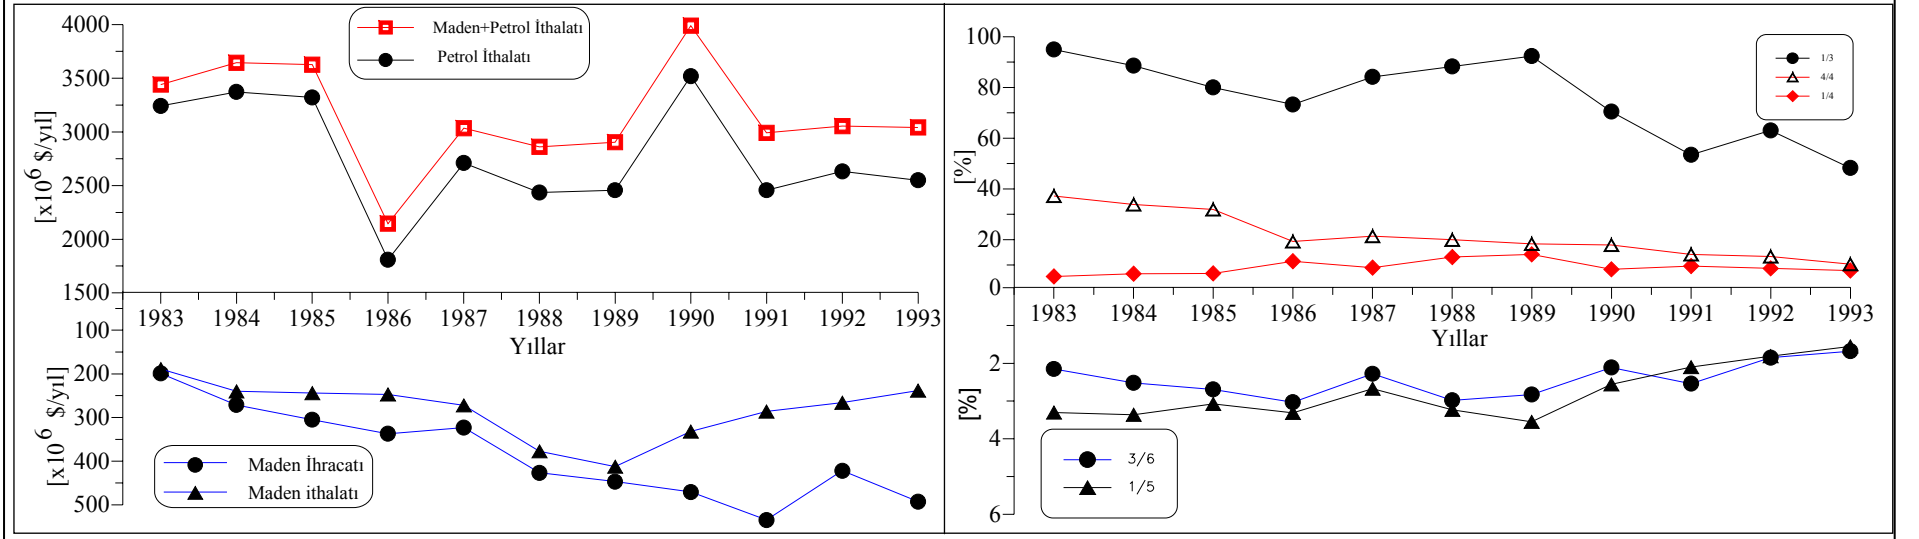 4000
3500
3000
2500
2000
1500
[x10⁶ $/yıl]
Maden+Petrol İthalatı
Petrol İthalatı
1983 1984 1985 1986 1987 1988 1989 1990 1991 1992 1993
Yıllar
100
200
300
400
500
[x10⁶ $/yıl]
Maden İhracatı
Maden ithalatı
100
80
60
40
20
0
[%]
1/3
4/4
1/4
1983 1984 1985 1986 1987 1988 1989 1990 1991 1992 1993
Yıllar
2
4
6
[%]
3/6
1/5